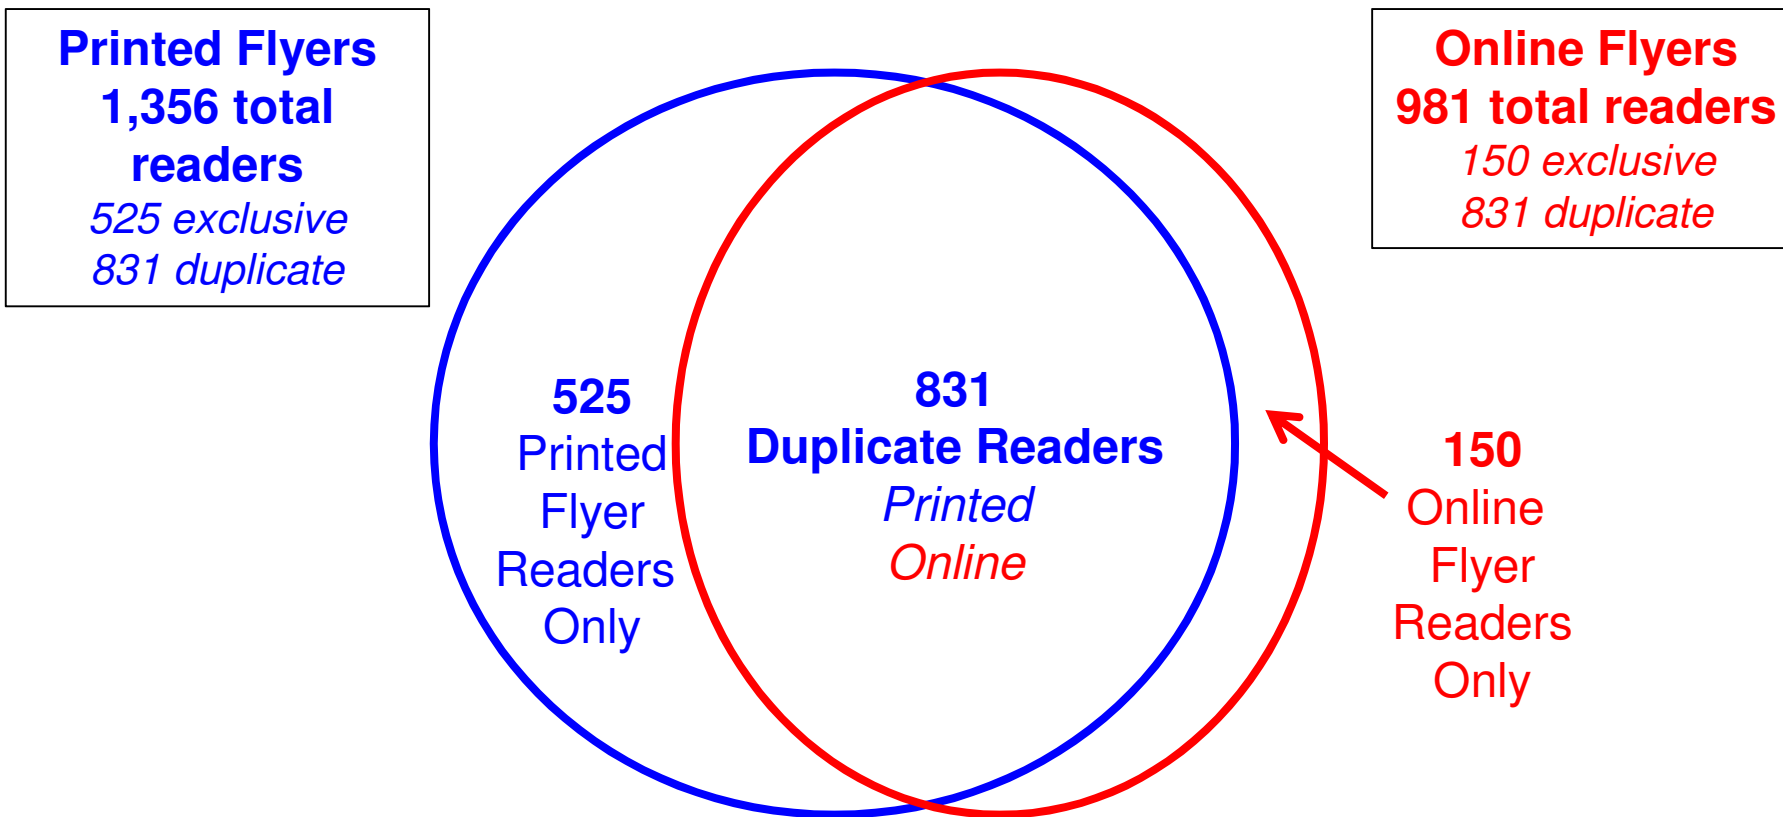 Printed Flyers
1,356 total
readers
525 exclusive
831 duplicate
Online Flyers
981 total readers
150 exclusive
831 duplicate
525
Printed
Flyer
Readers
Only
831
Duplicate Readers
Printed
Online
150
Online
Flyer
Readers
Only